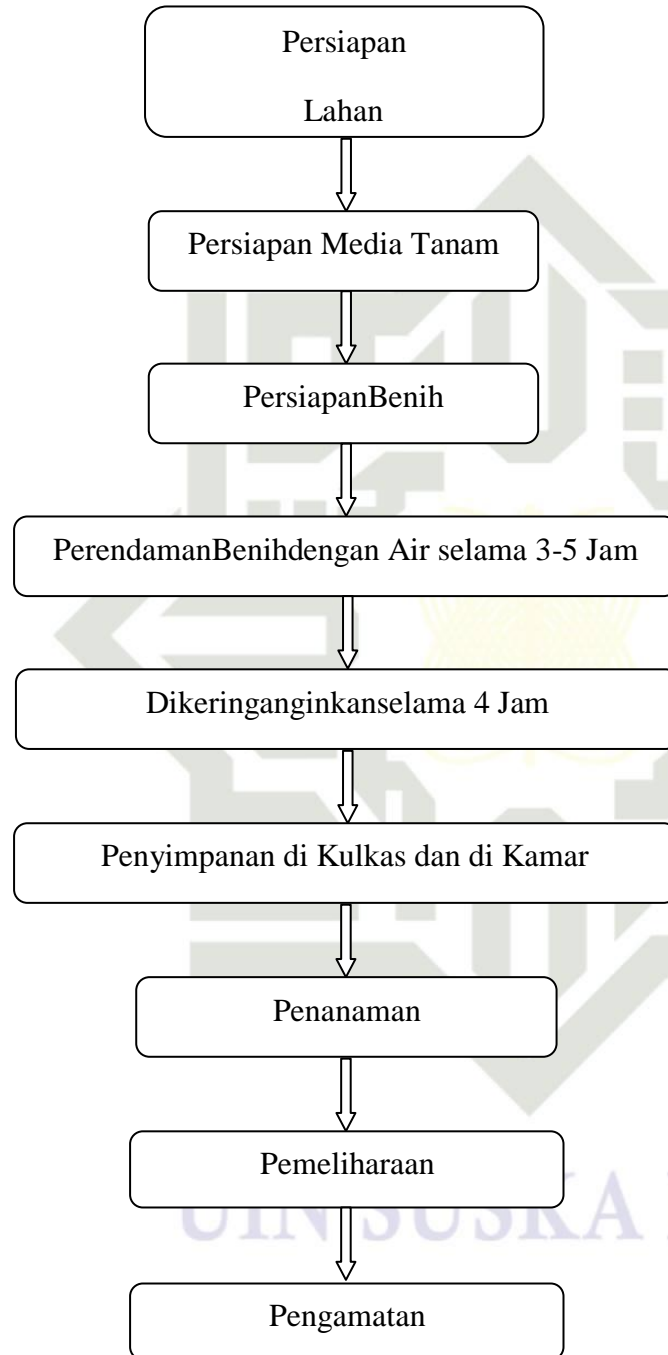 Persiapan
Lahan
Persiapan Media Tanam
PersiapanBenih
PerendamanBenihdengan Air selama 3-5 Jam
Dikeringanginkanselama 4 Jam
Penyimpanan di Kulkas dan di Kamar
Penanaman
Pemeliharaan
UIN SUSKA
Pengamatan